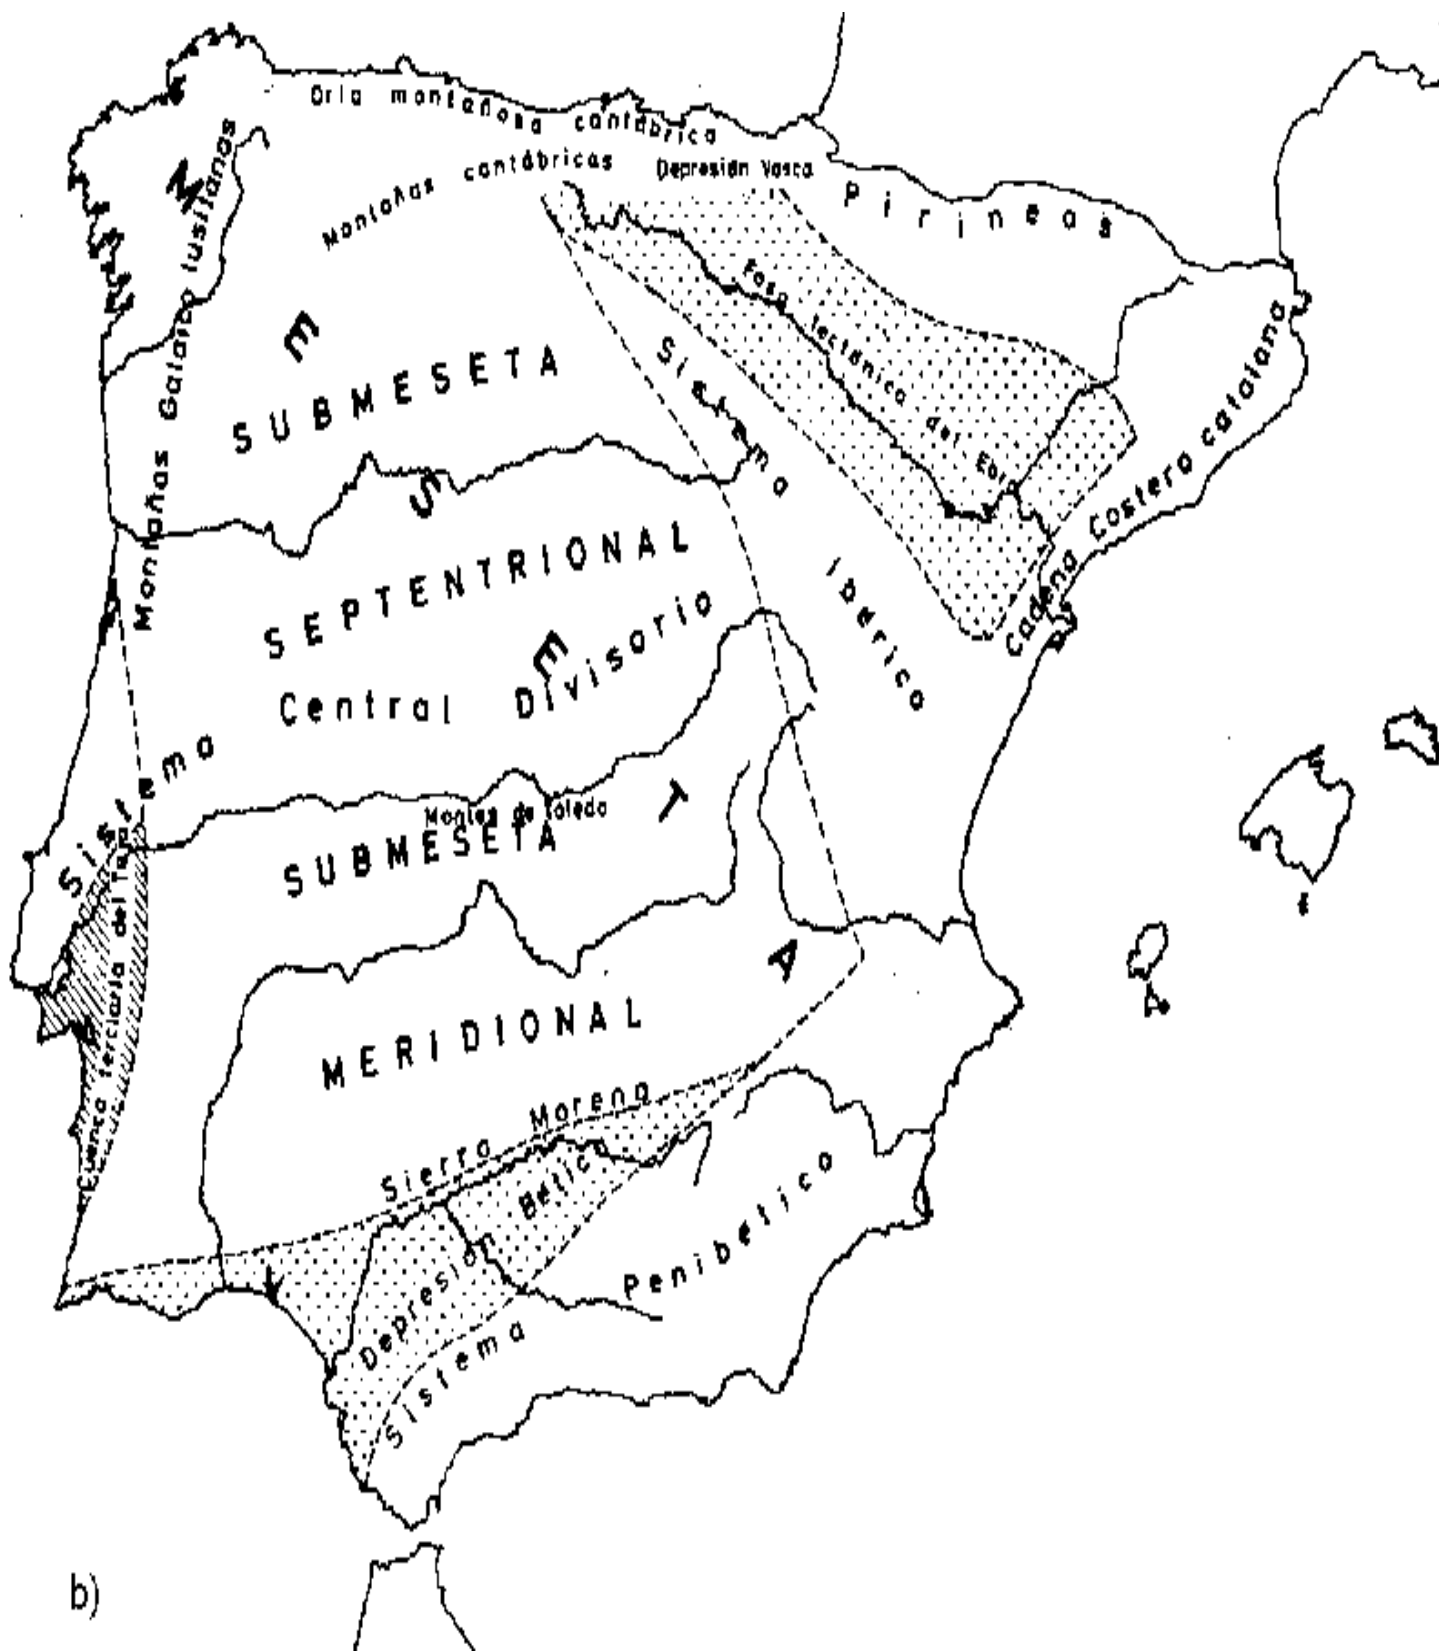 Orla montañosa cantábrica
Montañas cantábricas
Depresión Vasca
Pirineos
Montañas Galaico lusitanas
MESETA
SUBMESETA
SEPTENTRIONAL
Fosa tectónica del Ebro
Sistema Ibérico
Cadena Costero catalana
Sistema Central Divisorio
Montes de Toledo
SUBMESETA
MERIDIONAL
Cuenca terciaria del Tajo
Sierra Morena
Depresión Bética
Sistema Penibético
b)